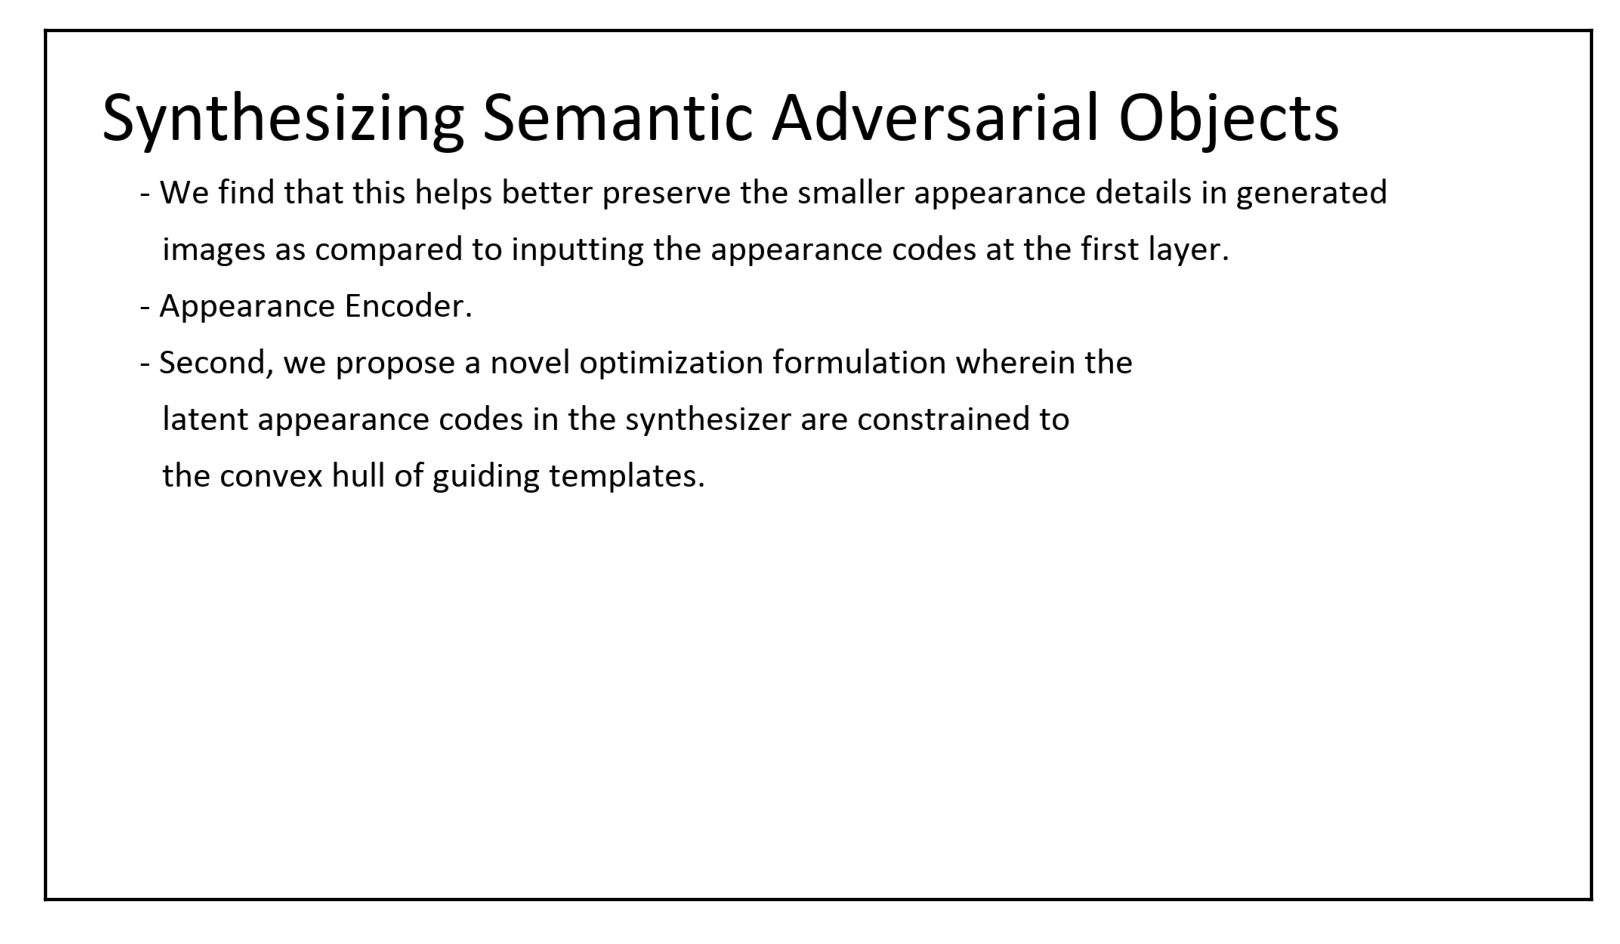 Synthesizing Semantic Adversarial Objects
- We find that this helps better preserve the smaller appearance details in generated
images as compared to inputting the appearance codes at the first layer.
- Appearance Encoder.
- Second, we propose a novel optimization formulation wherein the
latent appearance codes in the synthesizer are constrained to
the convex hull of guiding templates.